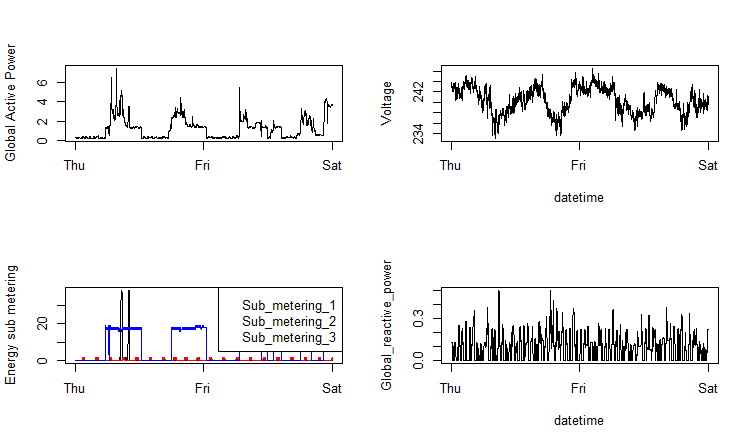 Global Active Power
6
4
2
0
Thu
Fri
Sat
Voltage
242
234
Thu
Fri
Sat
datetime
Energy sub metering
20
0
Sub_metering_1
Sub_metering_2
Sub_metering_3
Thu
Fri
Sat
Global_reactive_power
0.3
0.0
Thu
Fri
Sat
datetime